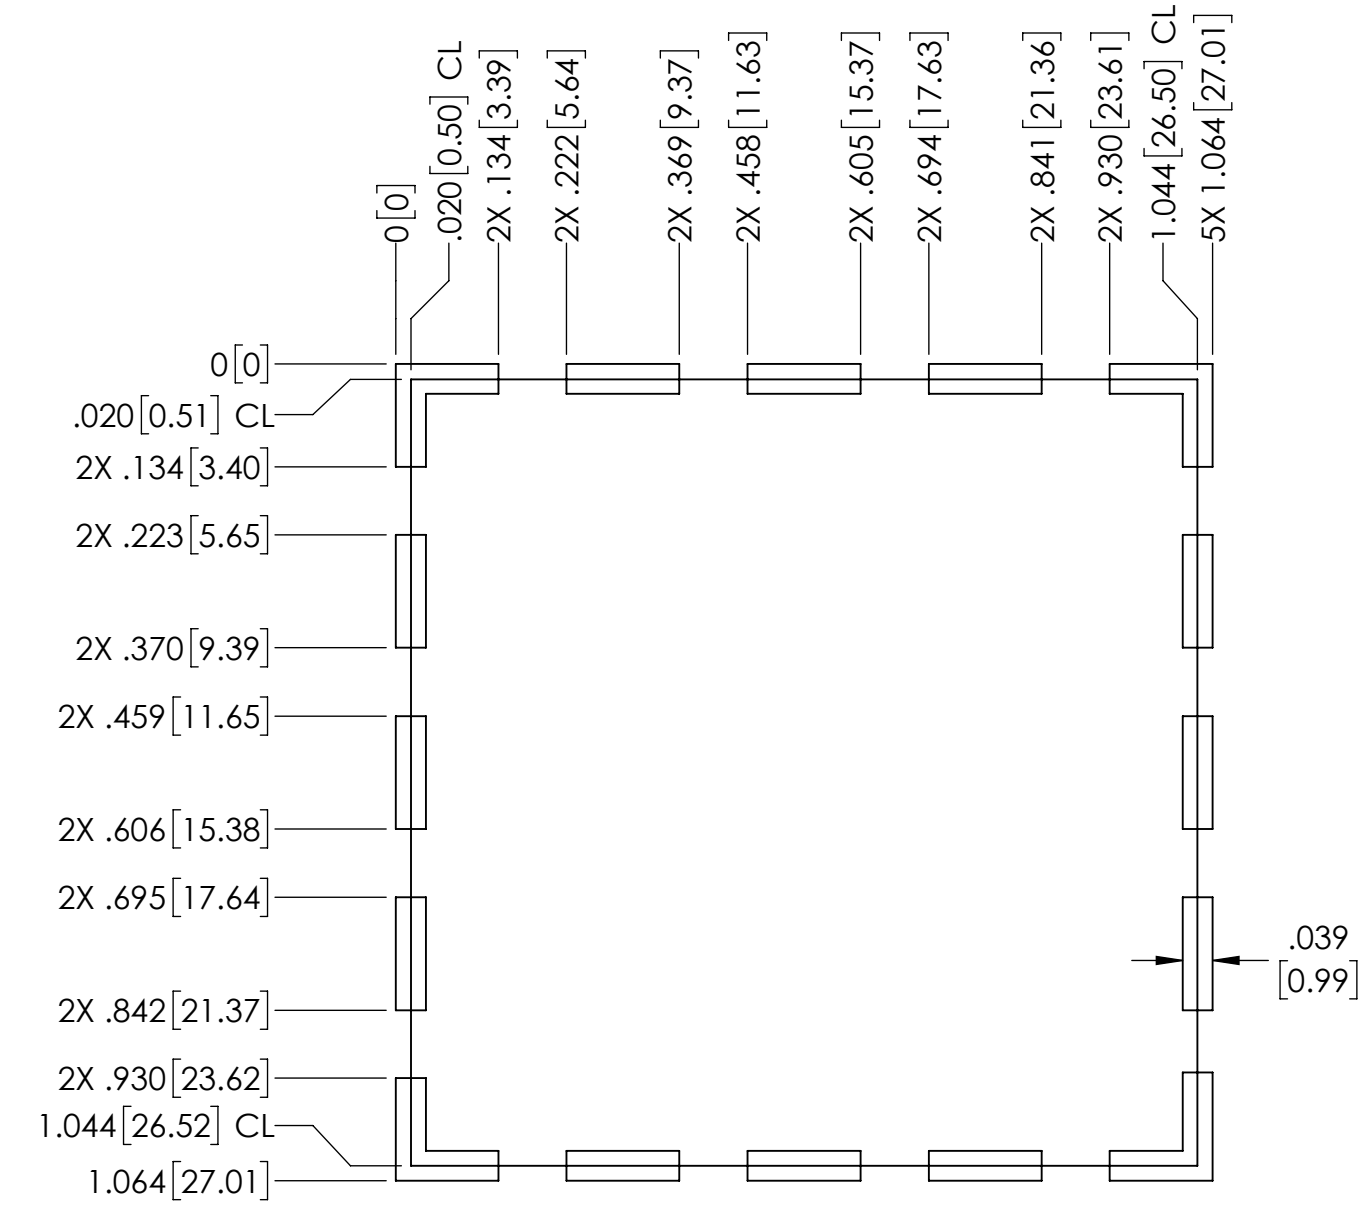 0[0]
.020[0.50] CL
2X .134[3.39]
2X .222[5.64]
2X .369[9.37]
2X .458[11.63]
2X .605[15.37]
2X .694[17.63]
2X .841[21.36]
2X .930[23.61]
1.044[26.50] CL
5X 1.064[27.01]
0[0]
.020[0.51] CL
2X .134[3.40]
2X .223[5.65]
2X .370[9.39]
2X .459[11.65]
2X .606[15.38]
2X .695[17.64]
2X .842[21.37]
2X .930[23.62]
1.044[26.52] CL
1.064[27.01]
.039
[0.99]